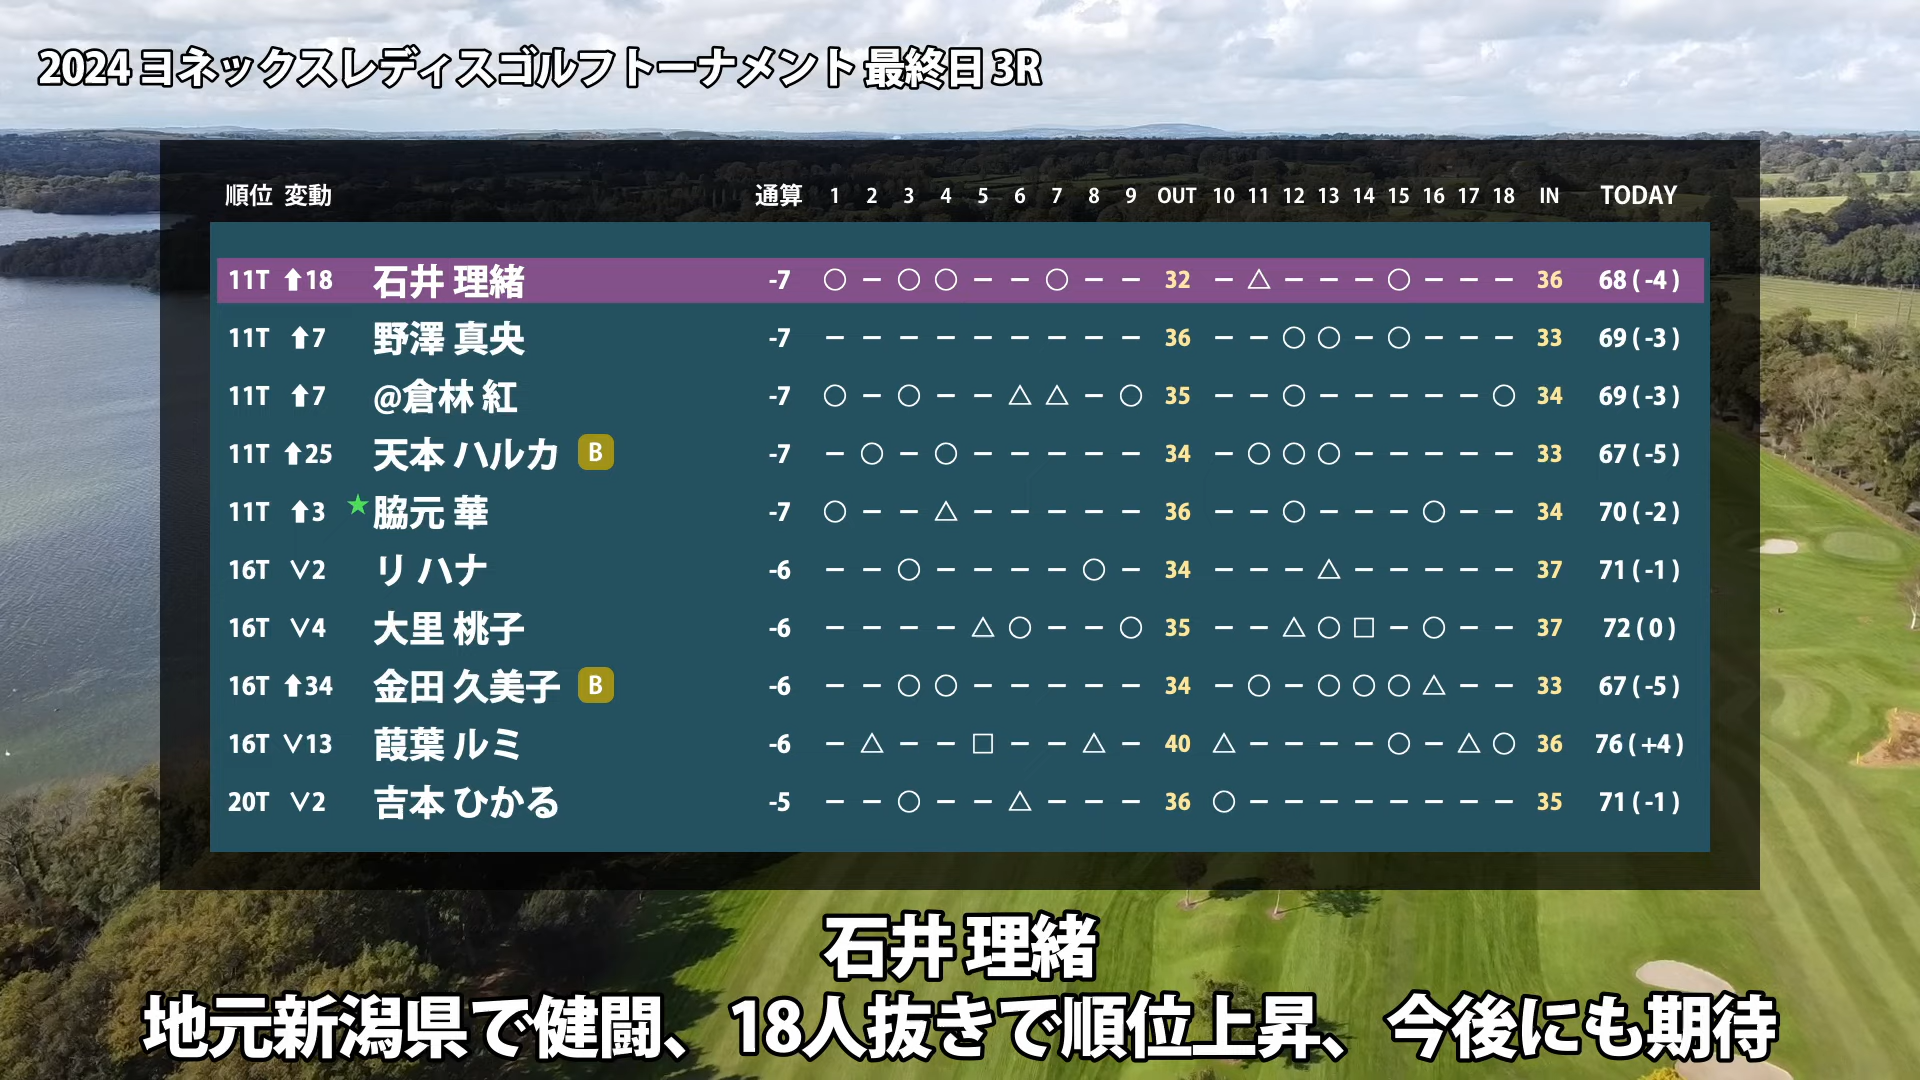 2024 ヨネックスレディスゴルフトーナメント 最終日 3R
順位 変動 通算 1 2 3 4 5 6 7 8 9 OUT 10 11 12 13 14 15 16 17 18 IN TODAY
11T ⬆18 石井 理緒 -7 ○ － ○ ○ － － ○ － － 32 － △ － － － ○ － － － 36 68 ( -4 )
11T ⬆7 野澤 真央 -7 － － － － － － － － － 36 － － ○ ○ － ○ － － － 33 69 ( -3 )
11T ⬆7 @倉林 紅 -7 ○ － ○ － － △ △ － ○ 35 － － ○ － － － － － ○ 34 69 ( -3 )
11T ⬆25 天本 ハルカ B -7 － ○ － ○ － － － － － 34 － ○ ○ ○ － － － － － 33 67 ( -5 )
11T ⬆3 ★脇元 華 -7 ○ － － △ － － － － － 36 － － ○ － － － ○ － － 34 70 ( -2 )
16T ∨2 リ ハナ -6 － － ○ － － － － ○ － 34 － － － △ － － － － － 37 71 ( -1 )
16T ∨4 大里 桃子 -6 － － － － △ ○ － － ○ 35 － － △ ○ □ － ○ － － 37 72 ( 0 )
16T ⬆34 金田 久美子 B -6 － － ○ ○ － － － － － 34 － ○ － ○ ○ ○ △ － － 33 67 ( -5 )
16T ∨13 葭葉 ルミ -6 － △ － － □ － － △ － 40 △ － － － － ○ － △ ○ 36 76 ( +4 )
20T ∨2 吉本 ひかる -5 － － ○ － － △ － － － 36 ○ － － － － － － － － 35 71 ( -1 )
石井 理緒
地元新潟県で健闘、18人抜きで順位上昇、今後にも期待